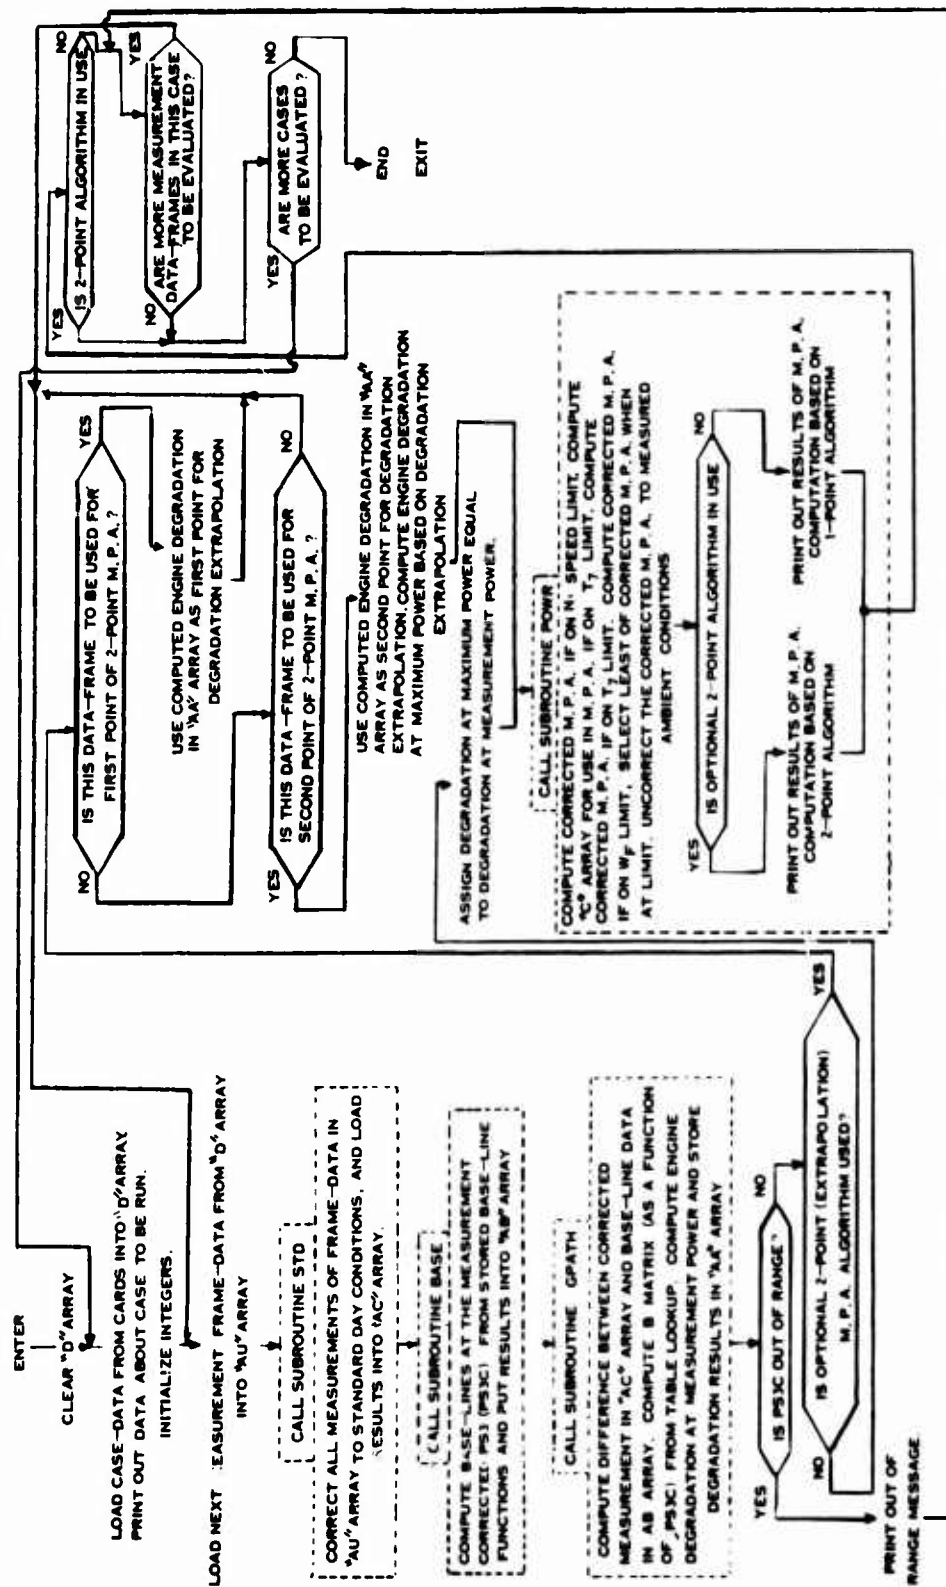 ENTER
CLEAR "D" ARRAY
LOAD CASE-DATA FROM CARDS INTO "D" ARRAY
PRINT OUT DATA ABOUT CASE TO BE RUN.
INITIALIZE INTEGERS.
LOAD NEXT EASUREMENT FRAME-DATA FROM "D" ARRAY
INTO "AU" ARRAY
CALL SUBROUTINE STD
CORRECT ALL MEASUREMENTS OF FRAME-DATA IN
"AU" ARRAY TO STANDARD DAY CONDITIONS, AND LOAD
RESULTS INTO "AC" ARRAY.
CALL SUBROUTINE BASE
COMPUTE BASE-LINES AT THE MEASUREMENT
(PS3C) FROM STORED BASE-LINE
FUNCTIONS AND PUT RESULTS INTO "AB" ARRAY
CALL SUBROUTINE GPATH
COMPUTE DIFFERENCE BETWEEN CORRECTED
MEASUREMENT IN "AC" ARRAY AND BASE-LINE DATA
IN AB ARRAY. COMPUTE B MATRIX (AS A FUNCTION
OF PS3C) FROM TABLE LOOKUP. COMPUTE ENGINE
DEGRADATION AT MEASUREMENT POWER AND STORE
DEGRADATION RESULTS IN "AA" ARRAY
YES
IS PS3C OUT OF RANGE?
NO
PRINT OUT OF
RANGE MESSAGE
NO
IS OPTIONAL 2-POINT (EXTRAPOLATION)
M.P.A. ALGORITHM USED?
YES
IS THIS DATA-FRAME TO BE USED FOR
FIRST POINT OF 2-POINT M.P.A.?
NO
YES
USE COMPUTED ENGINE DEGRADATION
IN "AA" ARRAY AS FIRST POINT FOR
DEGRADATION EXTRAPOLATION
YES
IS THIS DATA-FRAME TO BE USED FOR
SECOND POINT OF 2-POINT M.P.A.?
NO
USE COMPUTED ENGINE DEGRADATION IN "AA"
ARRAY AS SECOND POINT FOR DEGRADATION
EXTRAPOLATION. COMPUTE ENGINE DEGRADATION
AT MAXIMUM POWER BASED ON DEGRADATION
EXTRAPOLATION
ASSIGN DEGRADATION AT MAXIMUM POWER EQUAL
TO DEGRADATION AT MEASUREMENT POWER.
CALL SUBROUTINE POWR
COMPUTE CORRECTED M.P.A. IF ON N1 SPEED LIMIT, COMPUTE
"C" ARRAY FOR USE IN M.P.A. IF ON T7 LIMIT. COMPUTE
CORRECTED M.P.A. IF ON T7 LIMIT. COMPUTE CORRECTED M.P.A.
IF ON WF LIMIT, SELECT LEAST OF CORRECTED M.P.A. WHEN
AT LIMIT. UNCORRECT THE CORRECTED M.P.A. TO MEASURED
AMBIENT CONDITIONS
YES
IS OPTIONAL 2-POINT ALGORITHM IN USE
NO
PRINT OUT RESULTS OF M.P.A.
COMPUTATION BASED ON
2-POINT ALGORITHM
PRINT OUT RESULTS OF M.P.A.
COMPUTATION BASED ON
1-POINT ALGORITHM
YES
IS 2-POINT ALGORITHM IN USE
NO
ARE MORE MEASUREMENT
DATA-FRAMES IN THIS CASE
TO BE EVALUATED?
NO
YES
YES
ARE MORE CASES
TO BE EVALUATED?
NO
END
EXIT